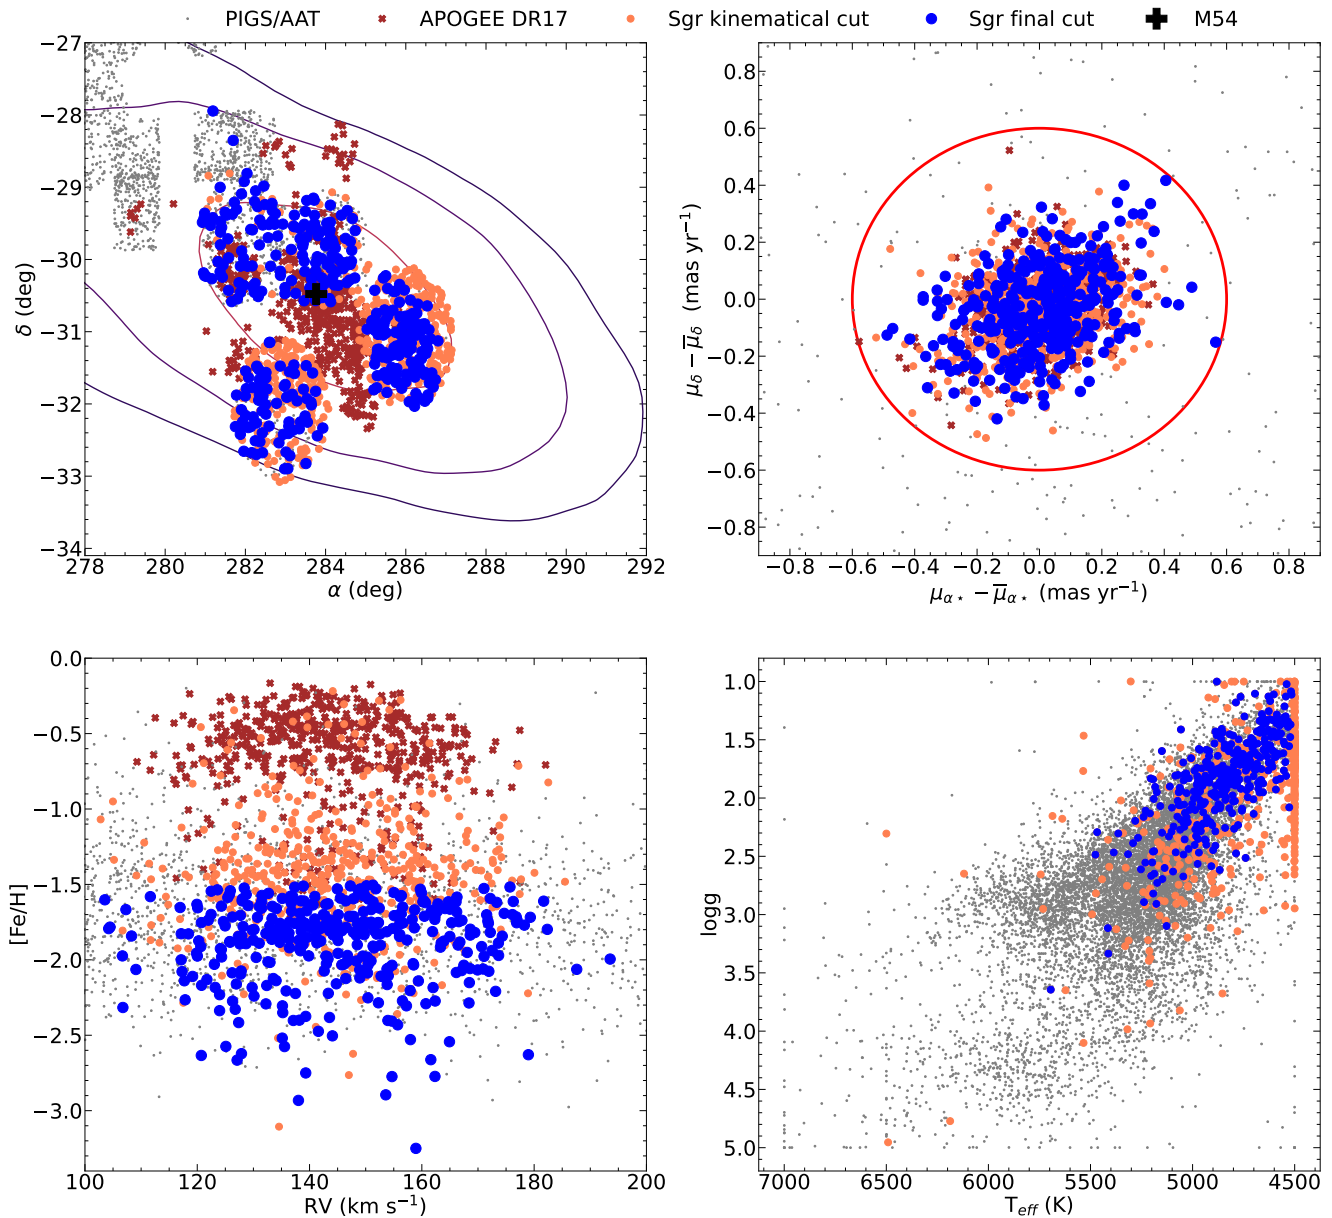 PIGS/AAT APOGEE DR17 Sgr kinematical cut Sgr final cut M54
−27
−28
−29
−30
−31
−32
−33
−34
δ (deg)
278 280 282 284 286 288 290 292
α (deg)
0.8
0.6
0.4
0.2
0.0
−0.2
−0.4
−0.6
−0.8
μ_δ − μ̅_δ (mas yr⁻¹)
−0.8 −0.6 −0.4 −0.2 0.0 0.2 0.4 0.6 0.8
μ_α⋆ − μ̅_α⋆ (mas yr⁻¹)
0.0
−0.5
−1.0
−1.5
−2.0
−2.5
−3.0
[Fe/H]
100 120 140 160 180 200
RV (km s⁻¹)
1.0
1.5
2.0
2.5
3.0
3.5
4.0
4.5
5.0
logg
7000 6500 6000 5500 5000 4500
T_eff (K)